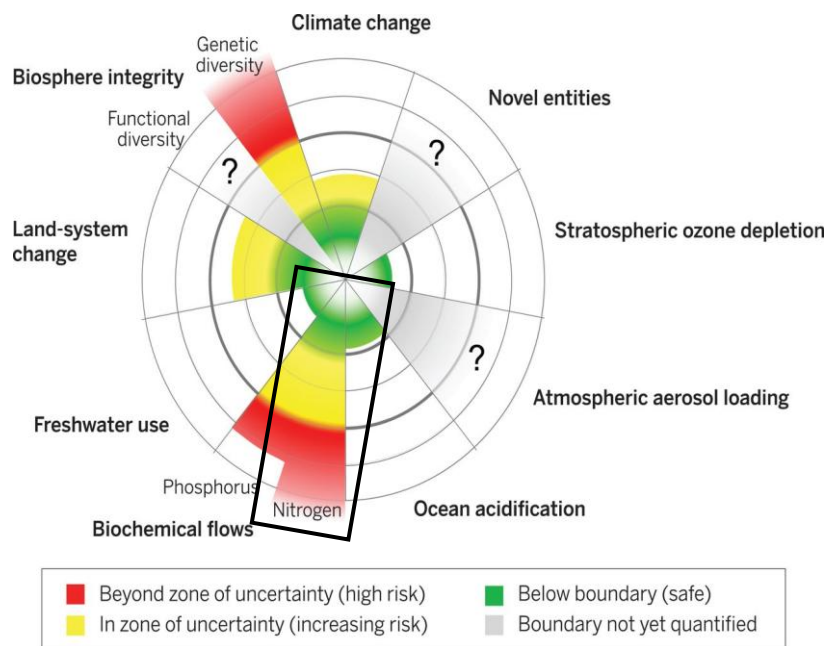 Climate change
Genetic
diversity
Biosphere integrity
Novel entities
Functional
diversity
?
?
Land-system
change
Stratospheric ozone depletion
?
Atmospheric aerosol loading
Freshwater use
Phosphorus
Nitrogen
Ocean acidification
Biochemical flows
Beyond zone of uncertainty (high risk)
Below boundary (safe)
In zone of uncertainty (increasing risk)
Boundary not yet quantified